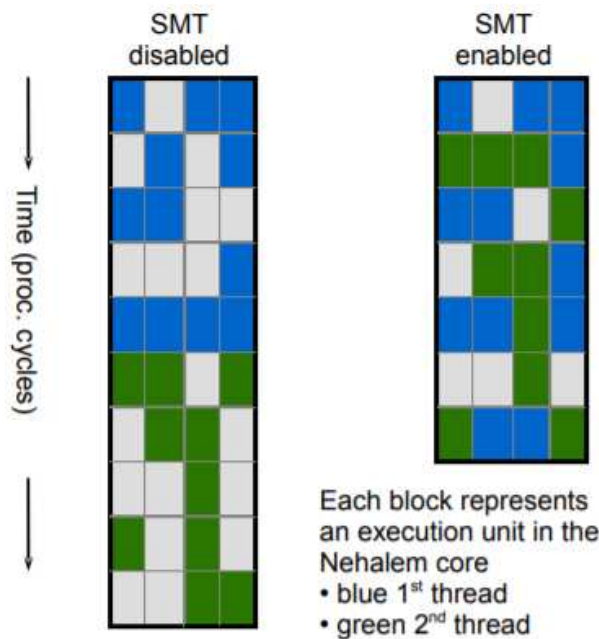 SMT
disabled
SMT
enabled
Time (proc. cycles)
Each block represents
an execution unit in the
Nehalem core
• blue 1st thread
• green 2nd thread